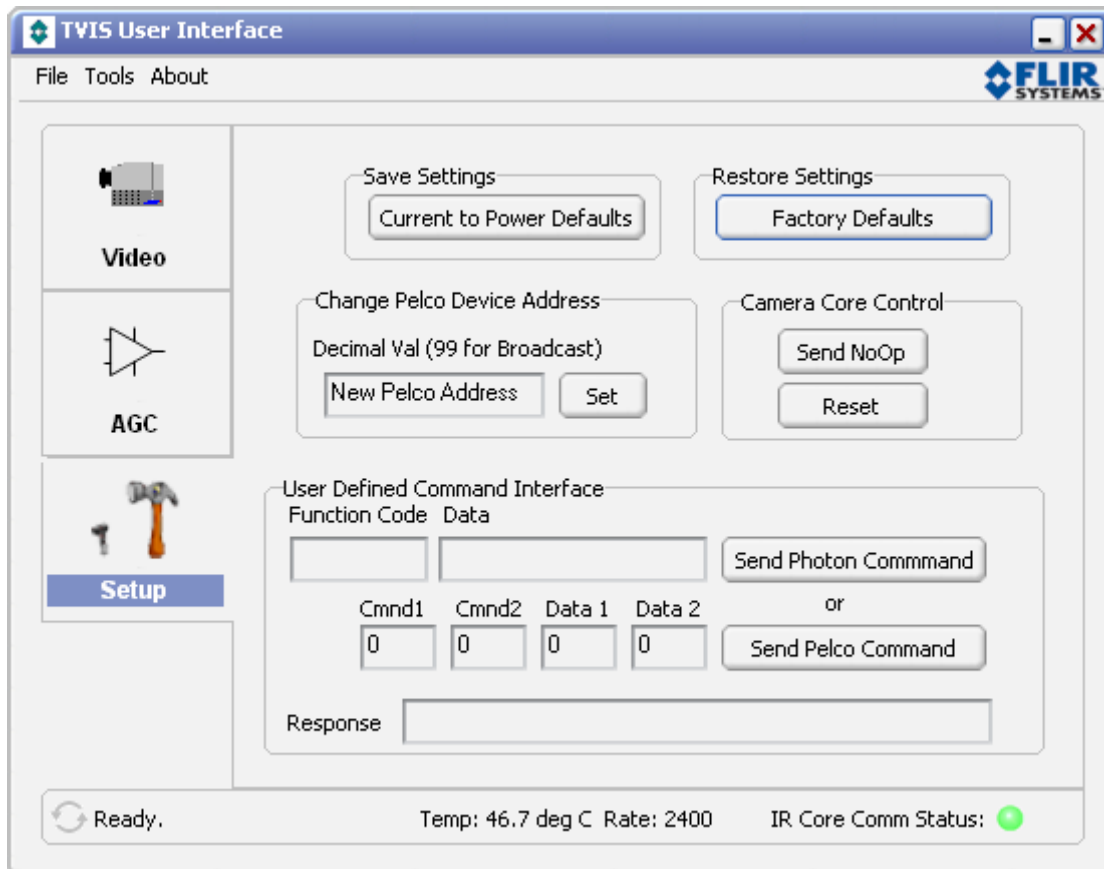 TVIS User Interface
File Tools About
FLIR
SYSTEMS
Video
AGC
Setup
Save Settings
Current to Power Defaults
Restore Settings
Factory Defaults
Change Pelco Device Address
Decimal Val (99 for Broadcast)
New Pelco Address Set
Camera Core Control
Send NoOp
Reset
User Defined Command Interface
Function Code Data
Send Photon Commmand
or
Cmnd1 Cmnd2 Data 1 Data 2
0 0 0 0
Send Pelco Command
Response
Ready. Temp: 46.7 deg C Rate: 2400 IR Core Comm Status: